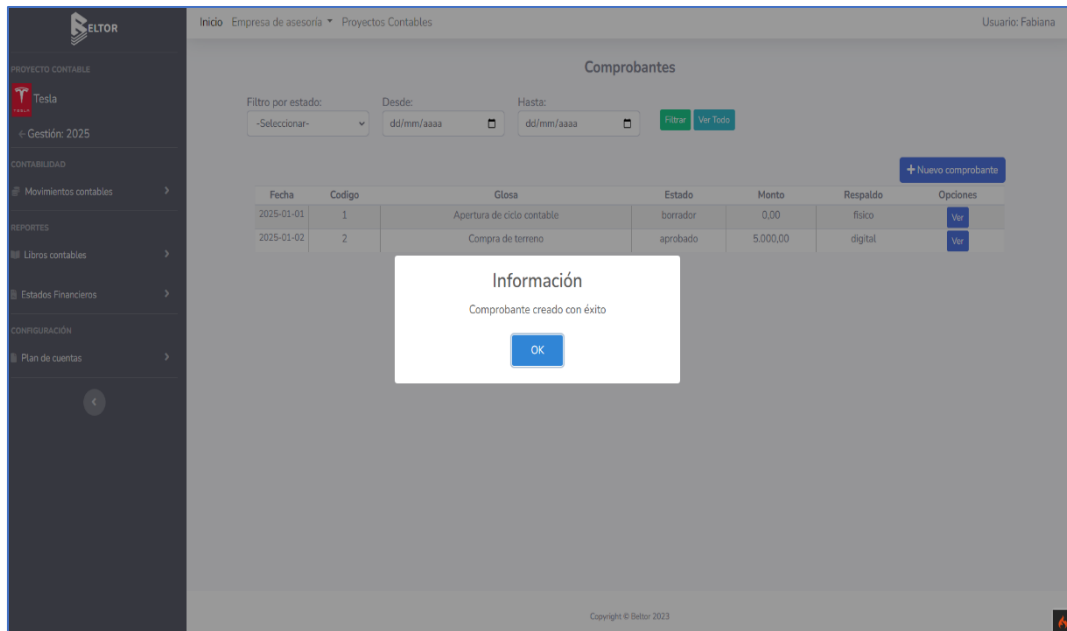 BELTOR
Inicio Empresa de asesoría Proyectos Contables
Usuario: Fabiana
PROYECTO CONTABLE
TESLA
Tesla
Gestión: 2025
CONTABILIDAD
Movimientos contables
REPORTES
Libros contables
Estados Financieros
CONFIGURACIÓN
Plan de cuentas
Comprobantes
Filtro por estado: Desde: Hasta:
-Seleccionar- dd/mm/aaaa dd/mm/aaaa Filtrar Ver Todo
Nuevo comprobante
Fecha Codigo Glosa Estado Monto Respaldo Opciones
2025-01-01 1 Apertura de ciclo contable borrador 0,00 fisico Ver
2025-01-02 2 Compra de terreno aprobado 5.000,00 digital Ver
Información
Comprobante creado con éxito
OK
Copyright © Beltor 2023